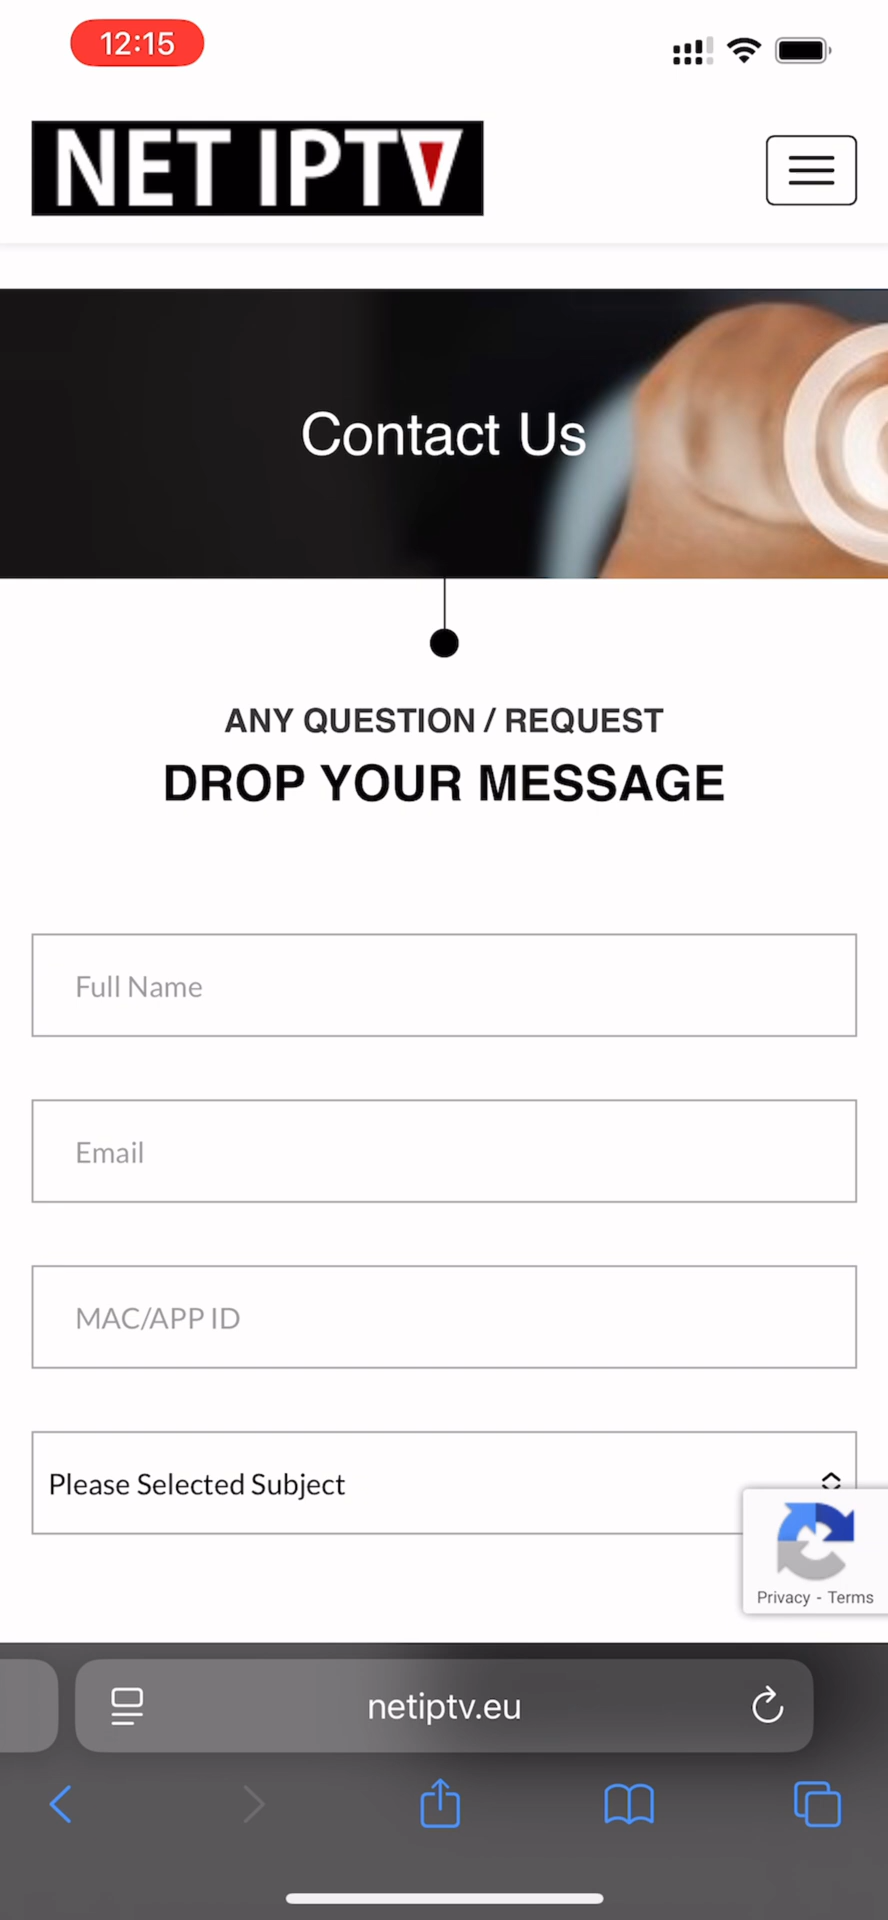 12:15
NET IPTV
Contact Us
ANY QUESTION / REQUEST
DROP YOUR MESSAGE
Full Name
Email
MAC/APP ID
Please Selected Subject
Privacy - Terms
netiptv.eu